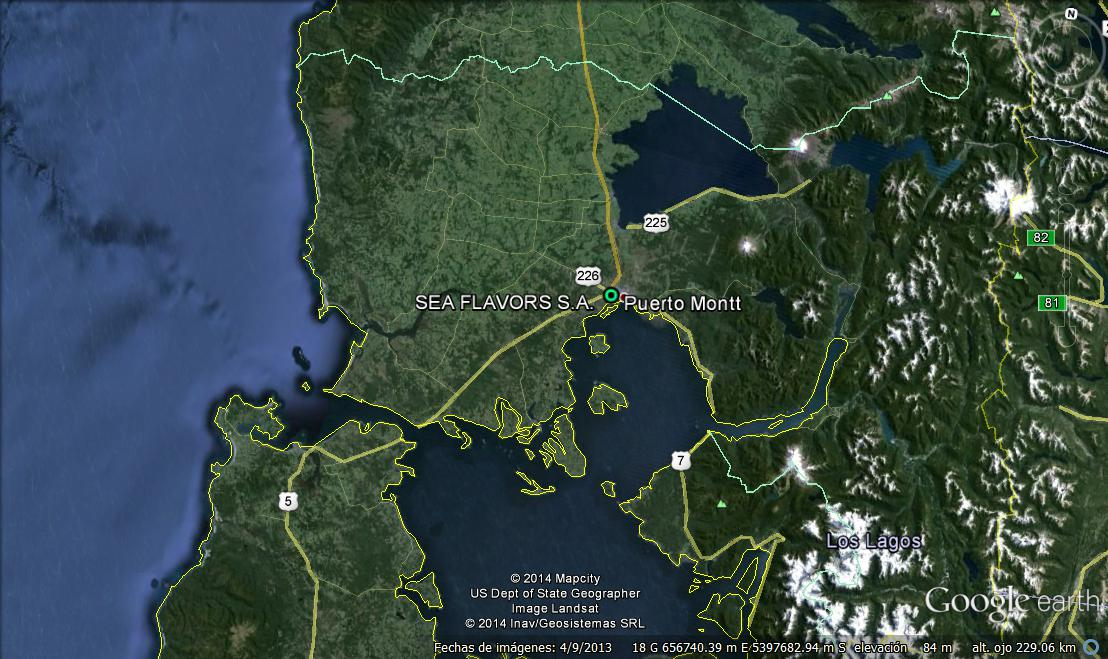 N
225
82
226
81
SEA FLAVORS S.A.
Puerto Montt
7
5
Los Lagos
© 2014 Mapcity
US Dept of State Geographer
Image Landsat
© 2014 Inav/Geosistemas SRL
Google earth
Fechas de imágenes: 4/9/2013 18 G 656740.39 m E 5397682.94 m S elevación 84 m alt. ojo 229.06 km